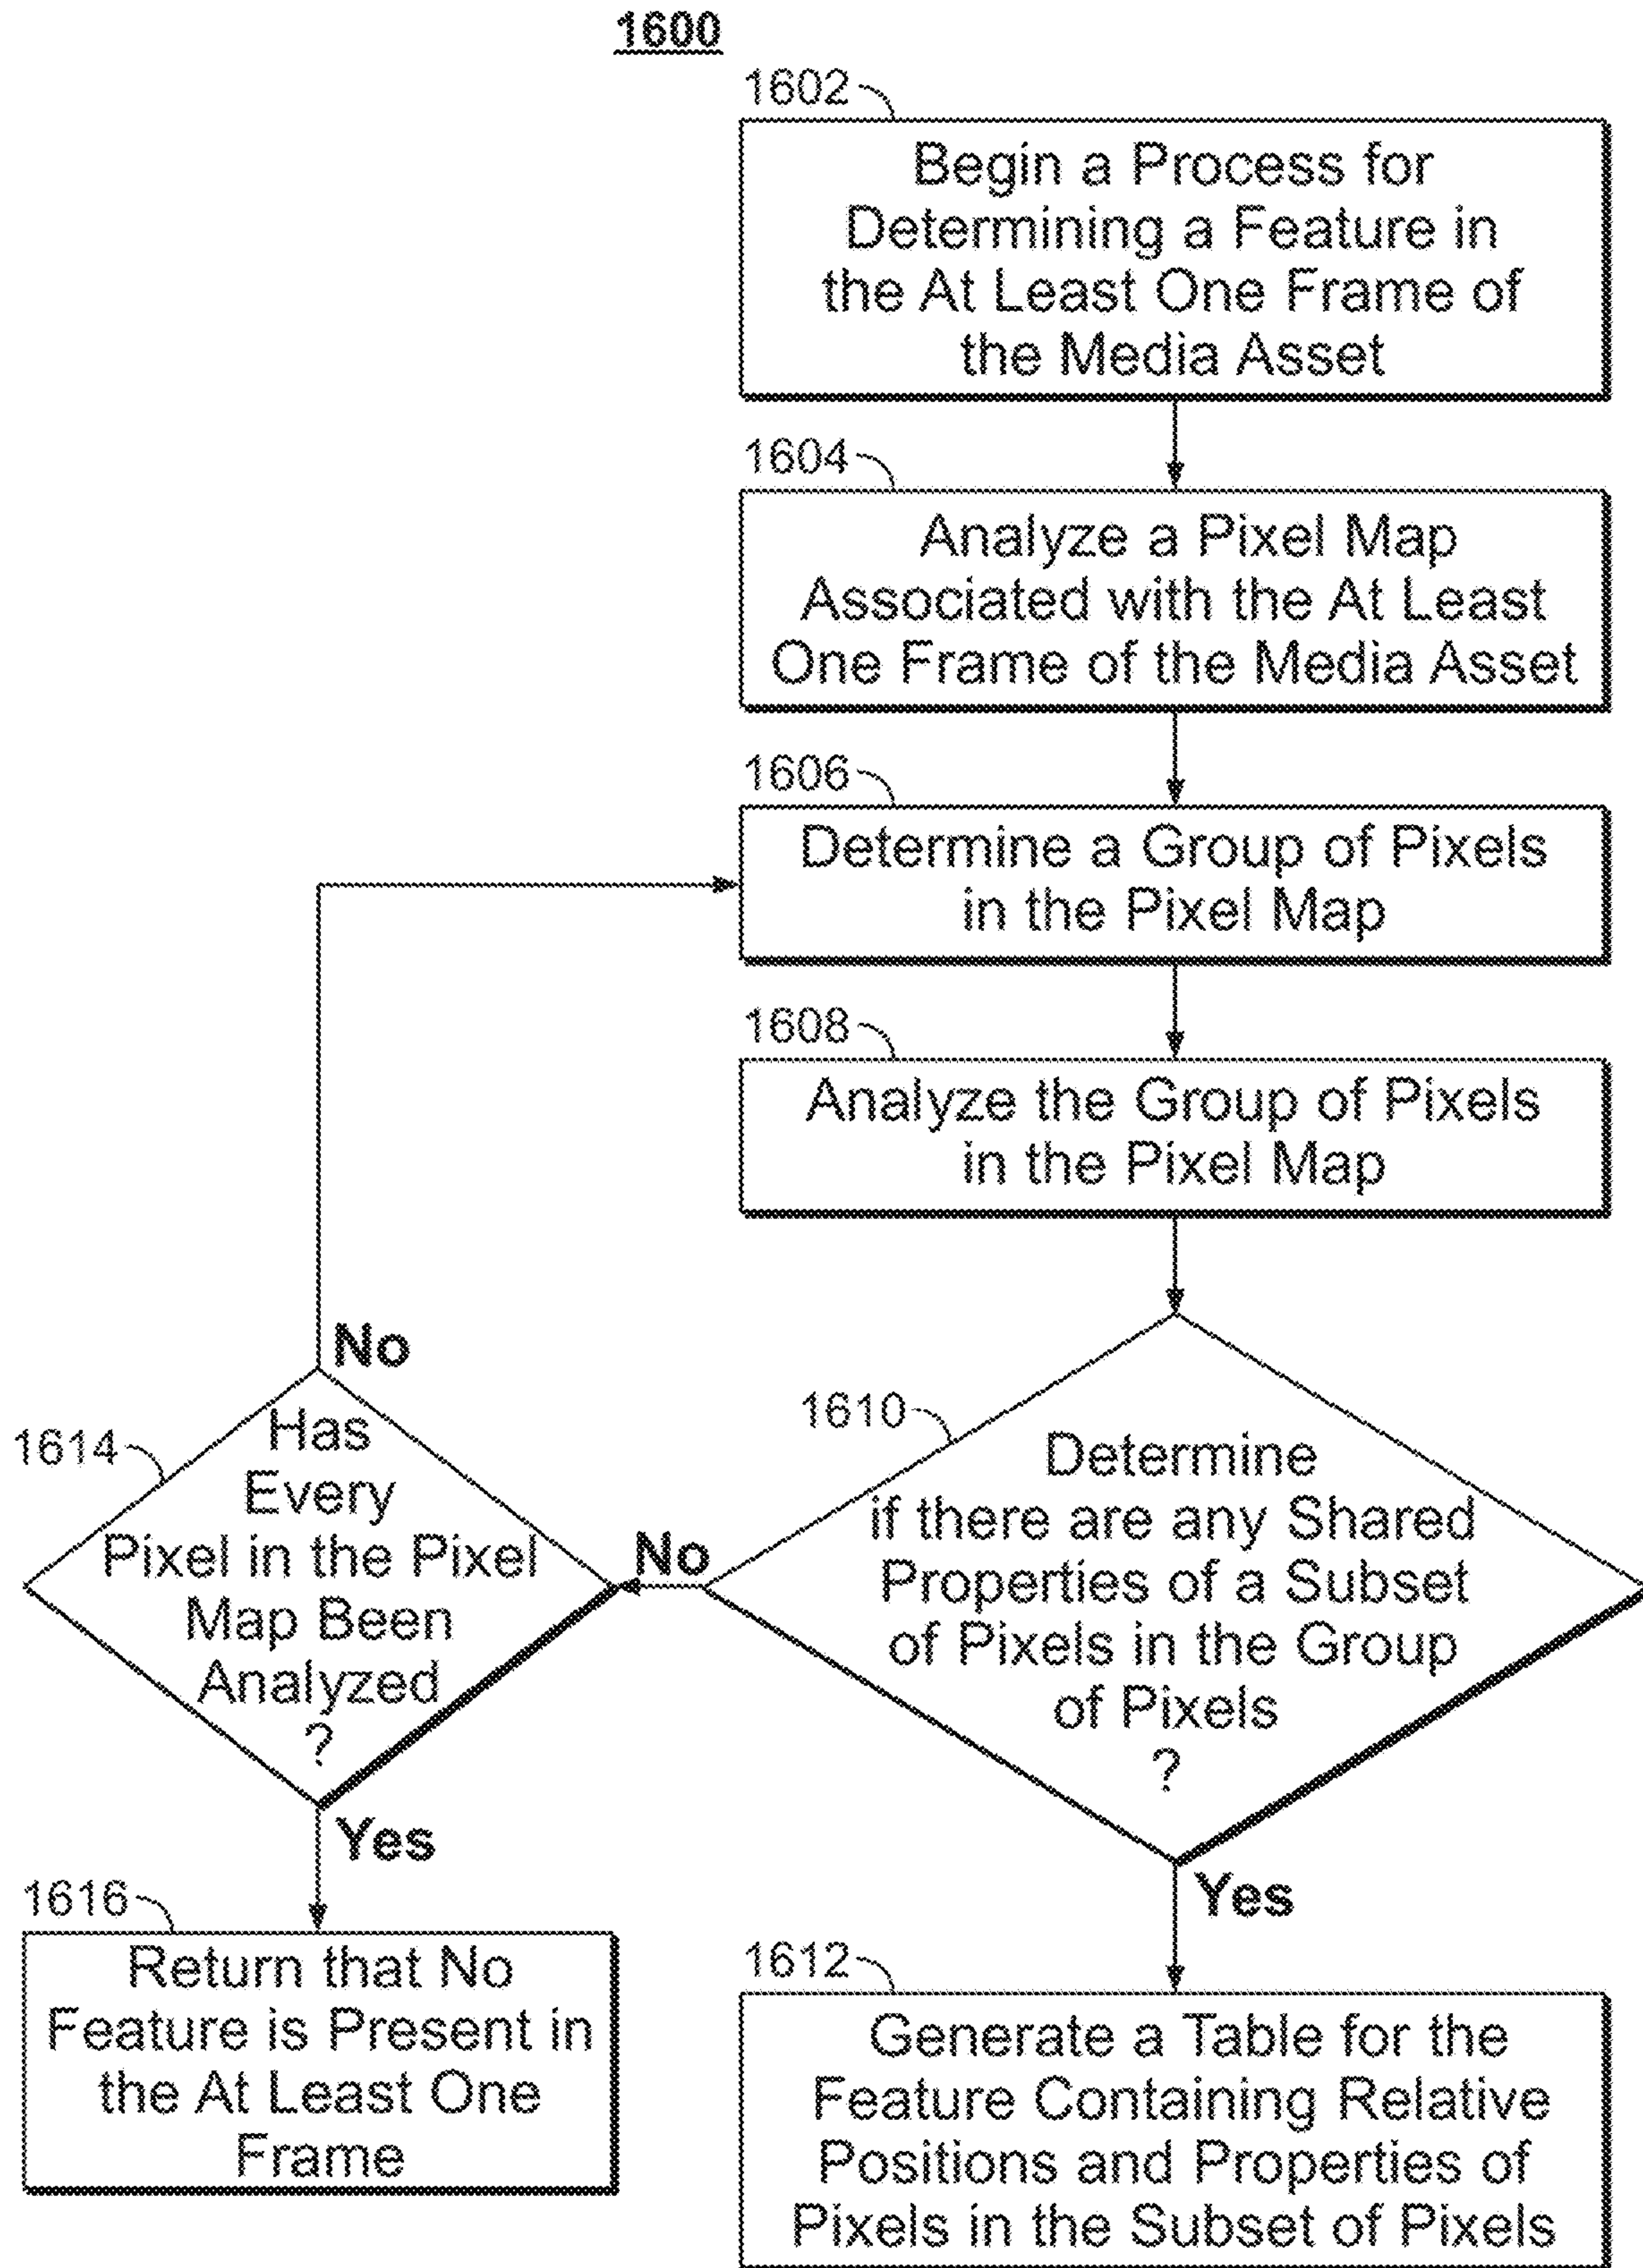 1600
1602
Begin a Process for
Determining a Feature in
the At Least One Frame of
the Media Asset
1604
Analyze a Pixel Map
Associated with the At Least
One Frame of the Media Asset
1606
Determine a Group of Pixels
in the Pixel Map
1608
Analyze the Group of Pixels
in the Pixel Map
1610
Determine
if there are any Shared
Properties of a Subset
of Pixels in the Group
of Pixels
?
No
Yes
1614
Has
Every
Pixel in the Pixel
Map Been
Analyzed
?
No
Yes
1616
Return that No
Feature is Present in
the At Least One
Frame
1612
Generate a Table for the
Feature Containing Relative
Positions and Properties of
Pixels in the Subset of Pixels